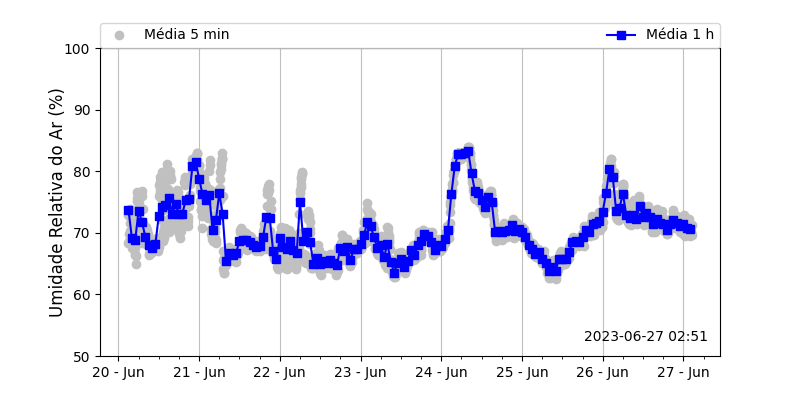 Média 5 min Média 1 h
Umidade Relativa do Ar (%)
100
90
80
70
60
50
2023-06-27 02:51
20 - Jun 21 - Jun 22 - Jun 23 - Jun 24 - Jun 25 - Jun 26 - Jun 27 - Jun